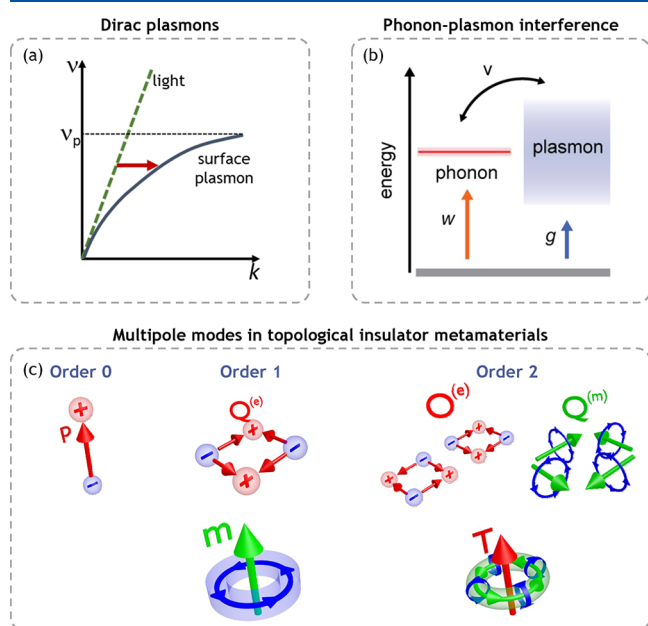 Dirac plasmons
Phonon-plasmon interference
(a)
ν
light
νp
surface
plasmon
k
(b)
energy
v
phonon
plasmon
w
g
Multipole modes in topological insulator metamaterials
(c)
Order 0
Order 1
Order 2
P
+
−
Q(e)
+
−
−
+
m
O(e)
+
−
−
+
−
+
+
−
Q(m)
T